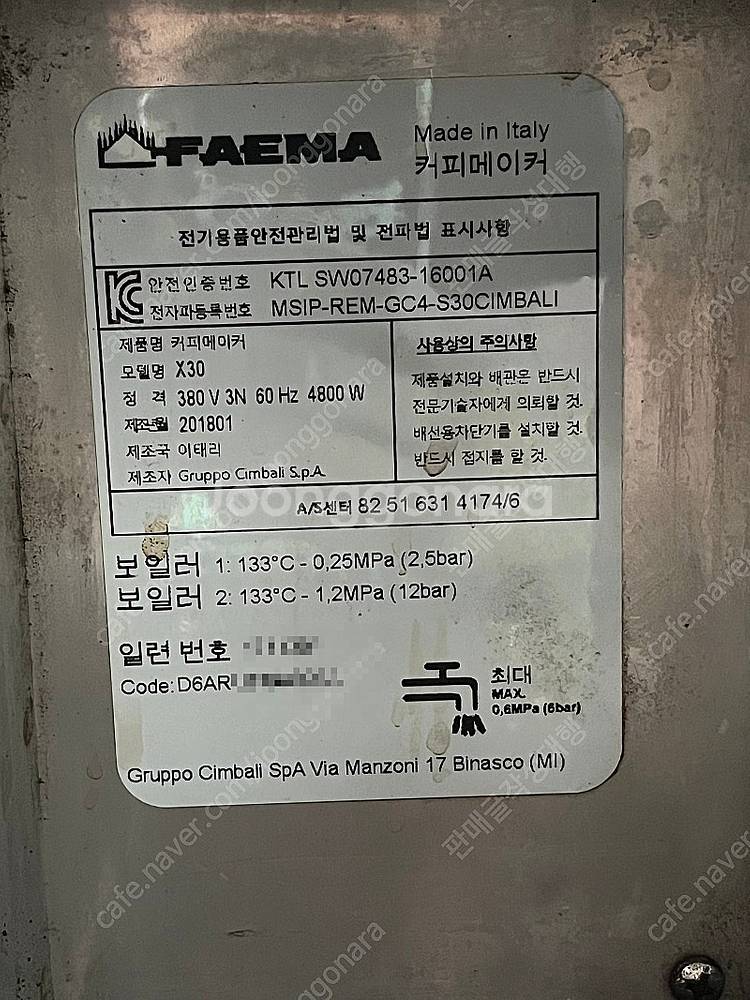 FAEMA
Made in Italy
커피메이커
전기용품안전관리법 및 전파법 표시사항
안전인증번호 KTL SW07483-16001A
전자파등록번호 MSIP-REM-GC4-S30CIMBALI
제품명 커피메이커
모델명 X30
정 격 380 V 3N 60 Hz 4800 W
제조년월 201801
제조국 이태리
제조자 Gruppo Cimbali S.p.A.
사용상의 주의사항
제품설치와 배관은 반드시
전문기술자에게 의뢰할 것.
배선용차단기를 설치할 것.
반드시 접지를 할 것.
A/S센터 82 51 631 4174/6
보일러 1: 133°C - 0,25MPa (2,5bar)
보일러 2: 133°C - 1,2MPa (12bar)
일련 번호
Code: D6AR
최대
MAX.
0,6MPa (6bar)
Gruppo Cimbali SpA Via Manzoni 17 Binasco (MI)
joonggonara
cafe.naver.com/joonggonara